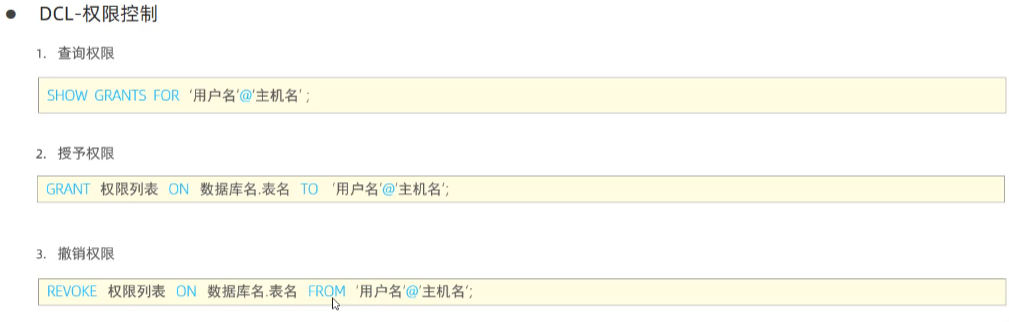 DCL-权限控制
1. 查询权限
SHOW GRANTS FOR '用户名'@'主机名' ;
2. 授予权限
GRANT 权限列表 ON 数据库名.表名 TO '用户名'@'主机名';
3. 撤销权限
REVOKE 权限列表 ON 数据库名.表名 FROM '用户名'@'主机名';